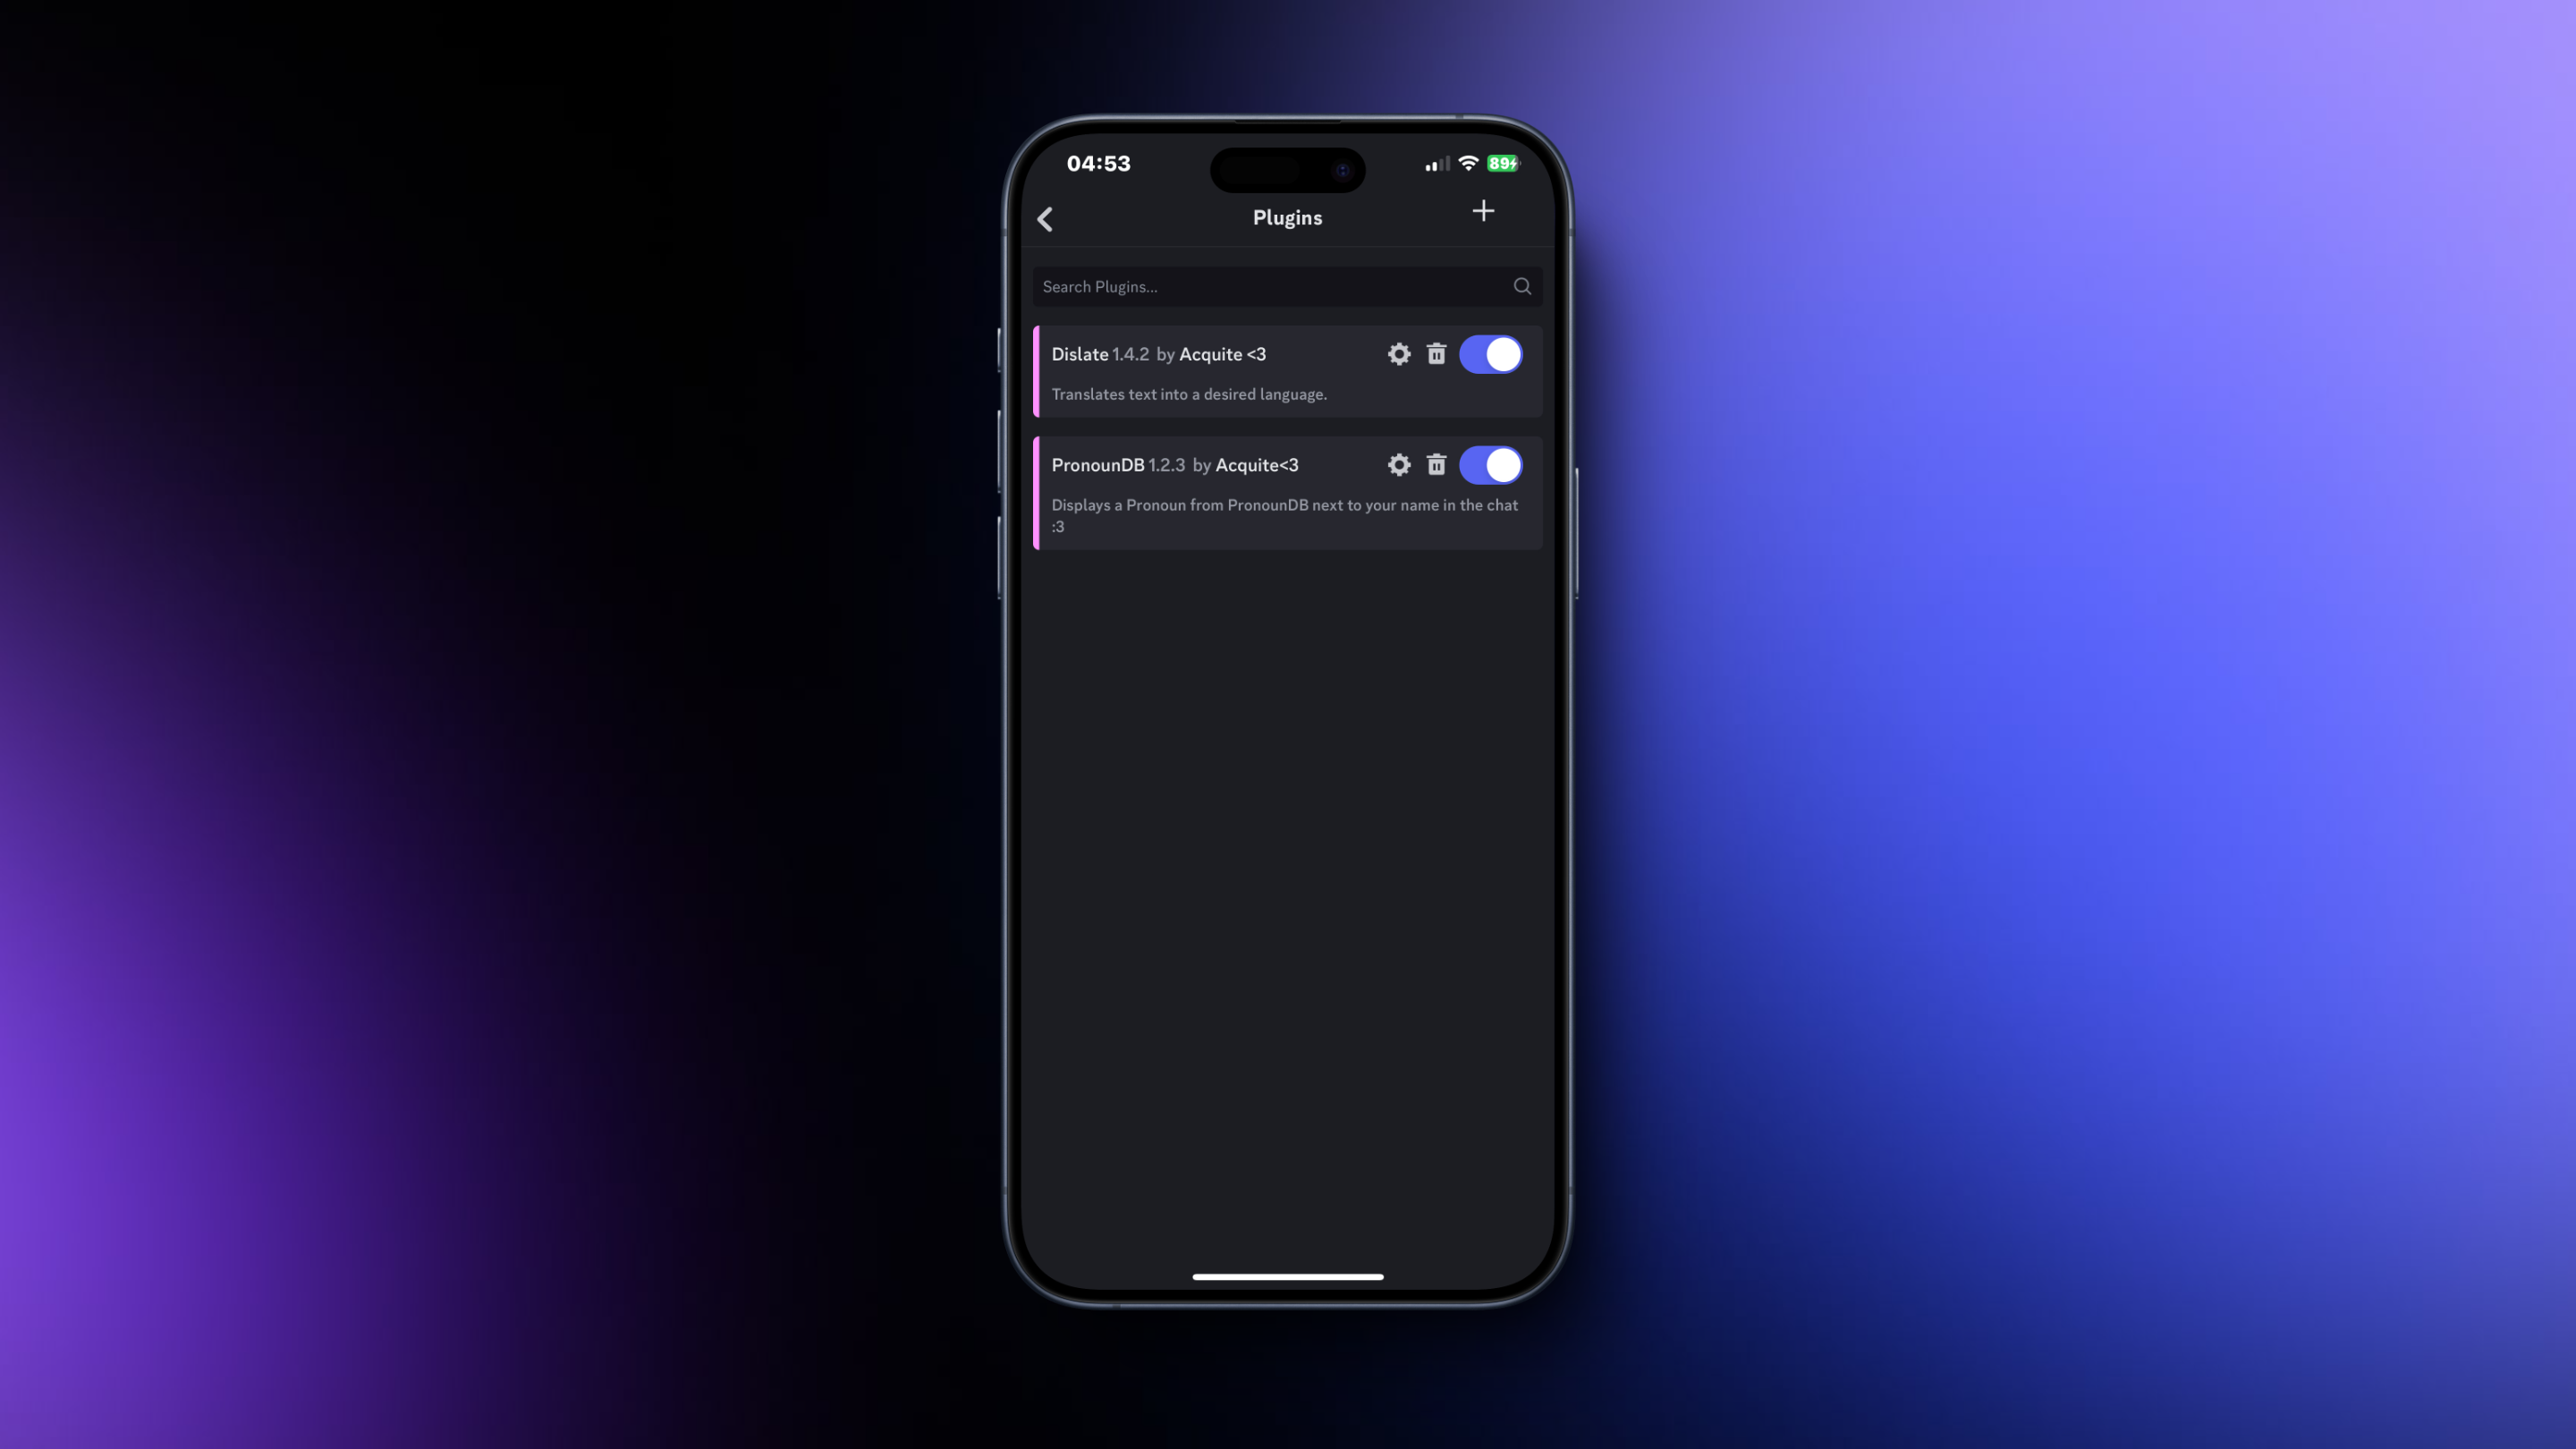 04:53
89
Plugins
Search Plugins...
Dislate 1.4.2 by Acquite <3
Translates text into a desired language.
PronounDB 1.2.3 by Acquite<3
Displays a Pronoun from PronounDB next to your name in the chat
:3